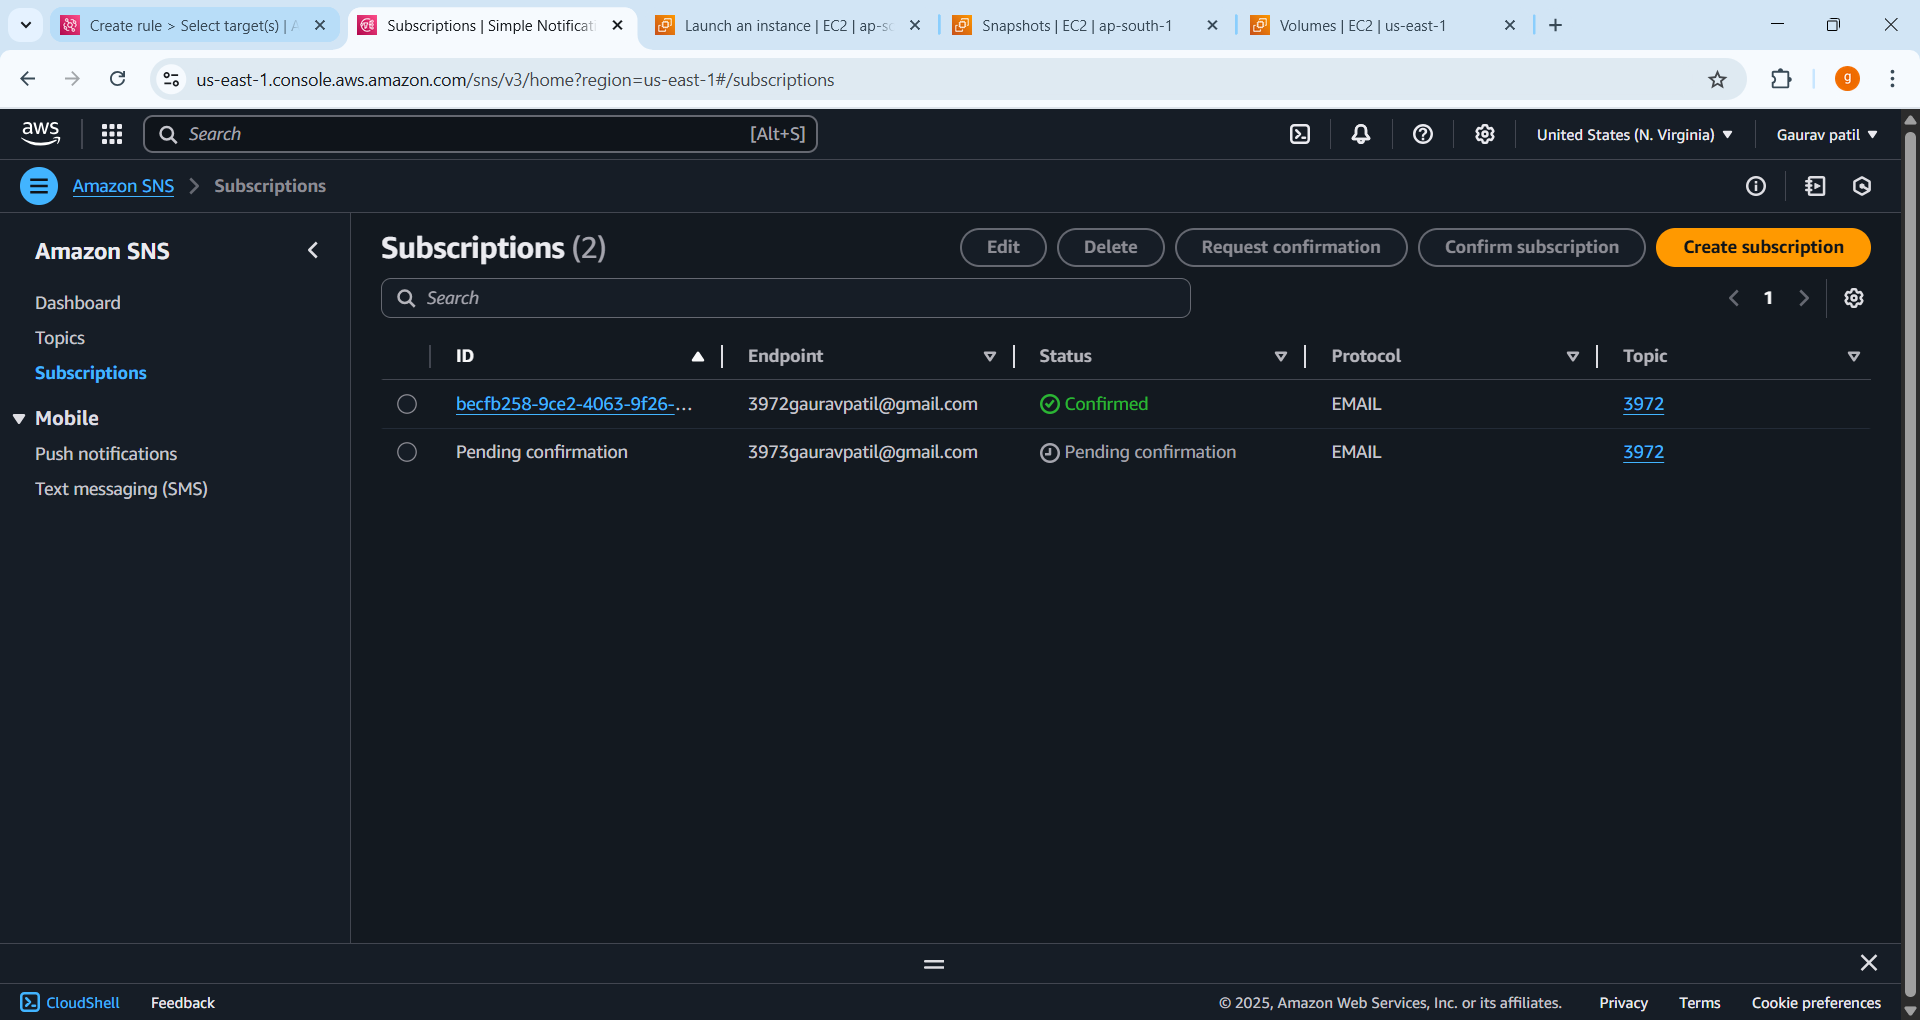 Create rule > Select target(s) | A
Subscriptions | Simple Notificati
Launch an instance | EC2 | ap-so
Snapshots | EC2 | ap-south-1
Volumes | EC2 | us-east-1
us-east-1.console.aws.amazon.com/sns/v3/home?region=us-east-1#/subscriptions
g
aws
Search
[Alt+S]
United States (N. Virginia)
Gaurav patil
Amazon SNS
Subscriptions
Amazon SNS
Dashboard
Topics
Subscriptions
Mobile
Push notifications
Text messaging (SMS)
Subscriptions (2)
Edit
Delete
Request confirmation
Confirm subscription
Create subscription
Search
1
ID
Endpoint
Status
Protocol
Topic
becfb258-9ce2-4063-9f26-...
3972gauravpatil@gmail.com
Confirmed
EMAIL
3972
Pending confirmation
3973gauravpatil@gmail.com
Pending confirmation
EMAIL
3972
CloudShell
Feedback
© 2025, Amazon Web Services, Inc. or its affiliates.
Privacy
Terms
Cookie preferences